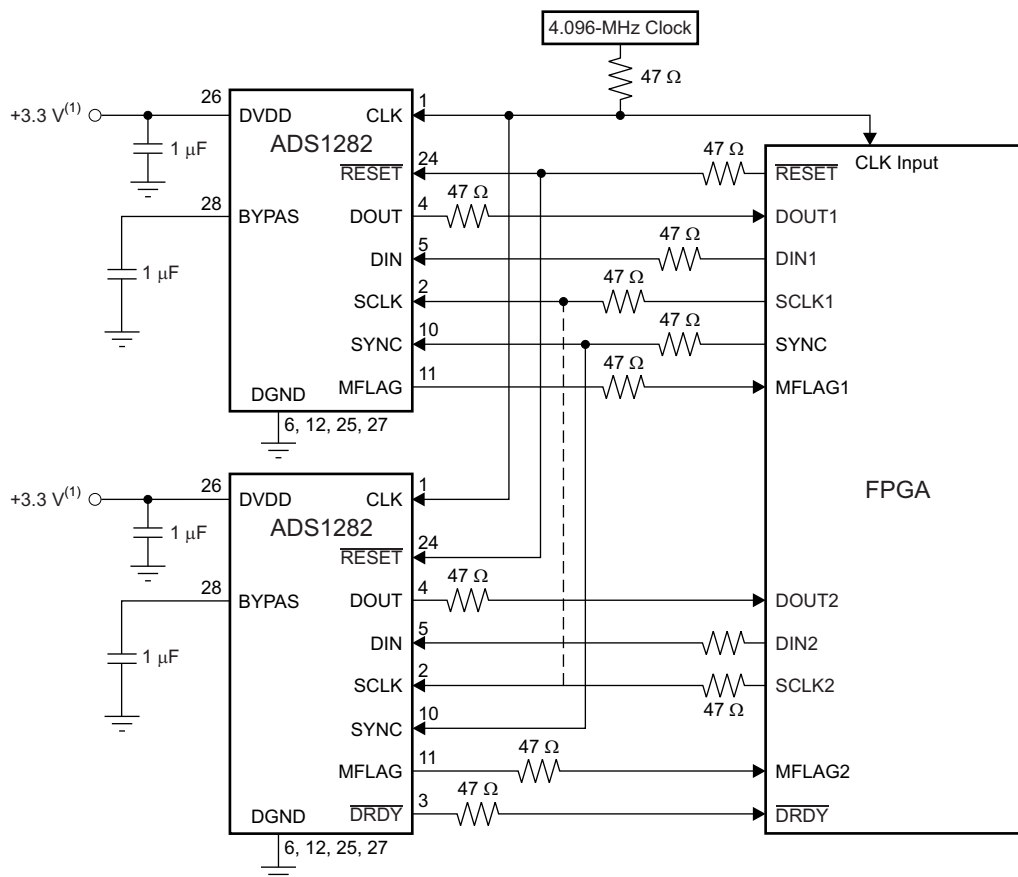 4.096-MHz Clock
47 Ω
+3.3 V(1)
26
DVDD
CLK
1
ADS1282
1 μF
CLK Input
RESET
24
47 Ω
RESET
28
BYPAS
DOUT
4
47 Ω
DOUT1
DIN
5
47 Ω
DIN1
1 μF
SCLK
2
47 Ω
SCLK1
SYNC
10
47 Ω
SYNC
MFLAG
11
47 Ω
MFLAG1
DGND
6, 12, 25, 27
FPGA
+3.3 V(1)
26
DVDD
CLK
1
ADS1282
1 μF
RESET
24
28
BYPAS
DOUT
4
47 Ω
DOUT2
DIN
5
DIN2
1 μF
SCLK
2
47 Ω
SCLK2
SYNC
10
MFLAG
11
47 Ω
MFLAG2
DRDY
3
47 Ω
DRDY
DGND
6, 12, 25, 27